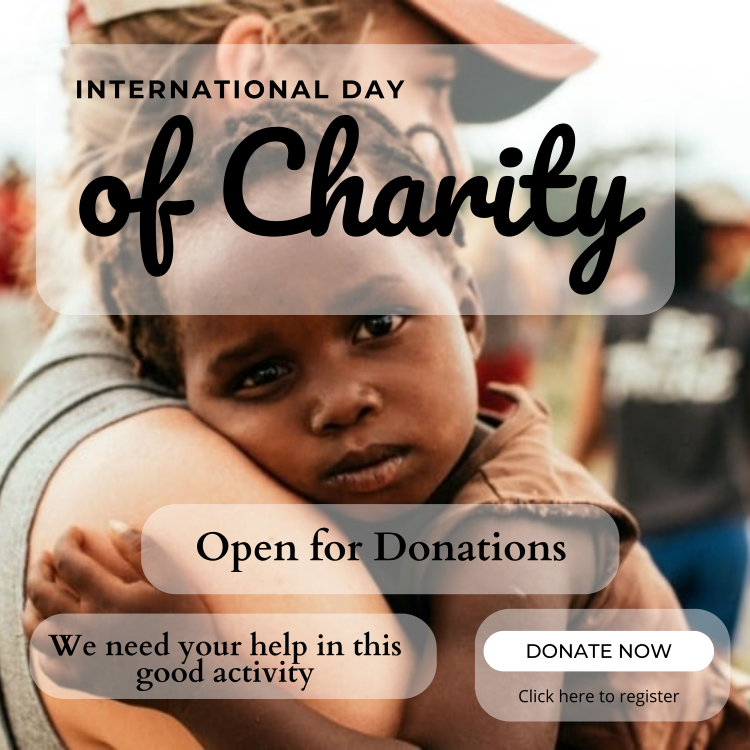 INTERNATIONAL DAY
of Charity
Open for Donations
We need your help in this
good activity
DONATE NOW
Click here to register